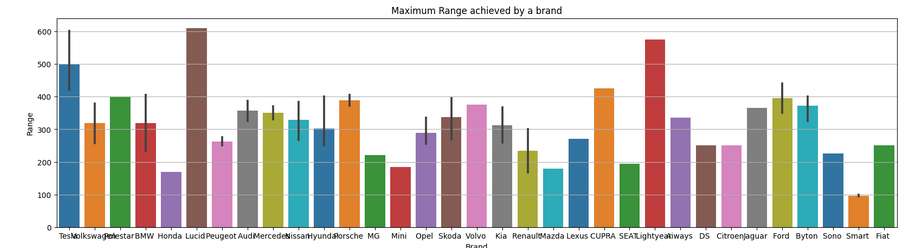 Maximum Range achieved by a brand
Range
600
500
400
300
200
100
0
Tesla Volkswagen Polestar BMW Honda Lucid Peugeot Audi Mercedes Nissan Hyundai Porsche MG Mini Opel Skoda Volvo Kia Renault Mazda Lexus CUPRA SEAT Lightyear Aiways DS Citroen Jaguar Ford Byton Sono Smart Fiat
Brand